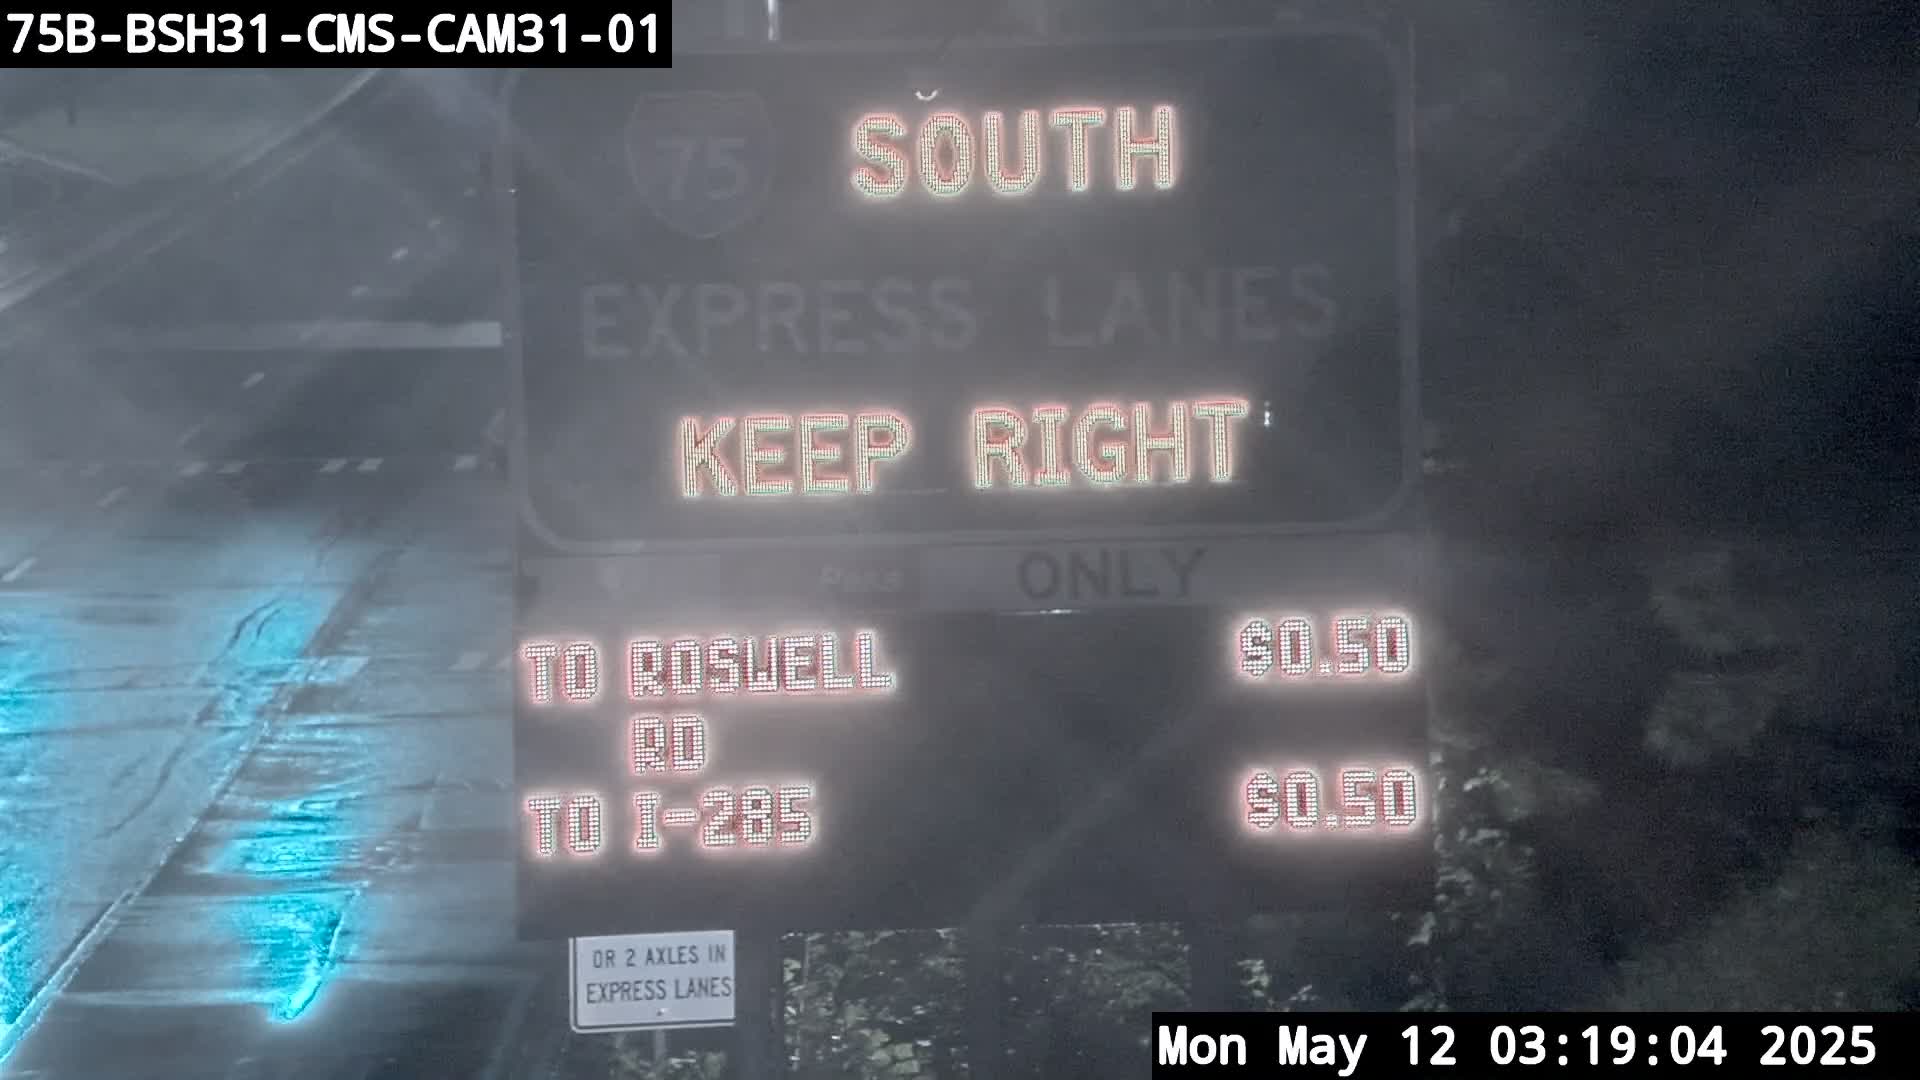 75B-BSH31-CMS-CAM31-01
75 SOUTH
EXPRESS LANES
KEEP RIGHT
Pass ONLY
TO ROSWELL $0.50
RD
TO I-285 $0.50
OR 2 AXLES IN
EXPRESS LANES
Mon May 12 03:19:04 2025